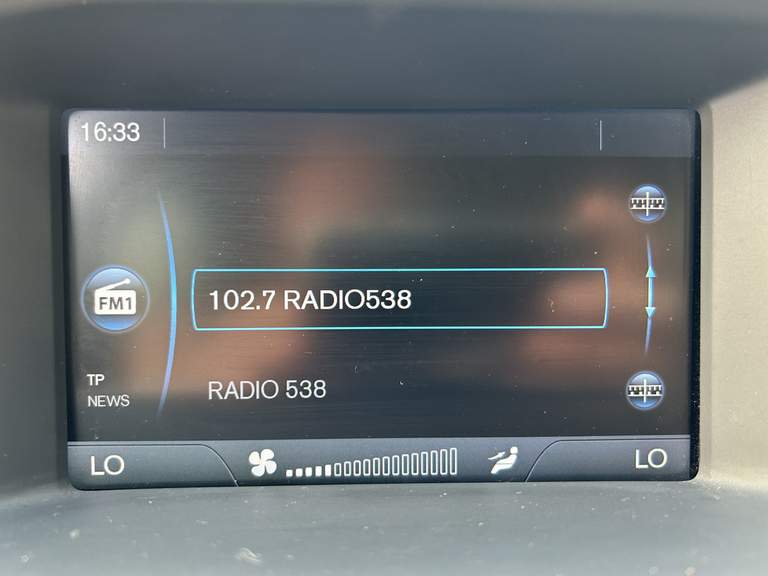 16:33
FM1
102.7 RADIO538
TP
NEWS
RADIO 538
LO
LO